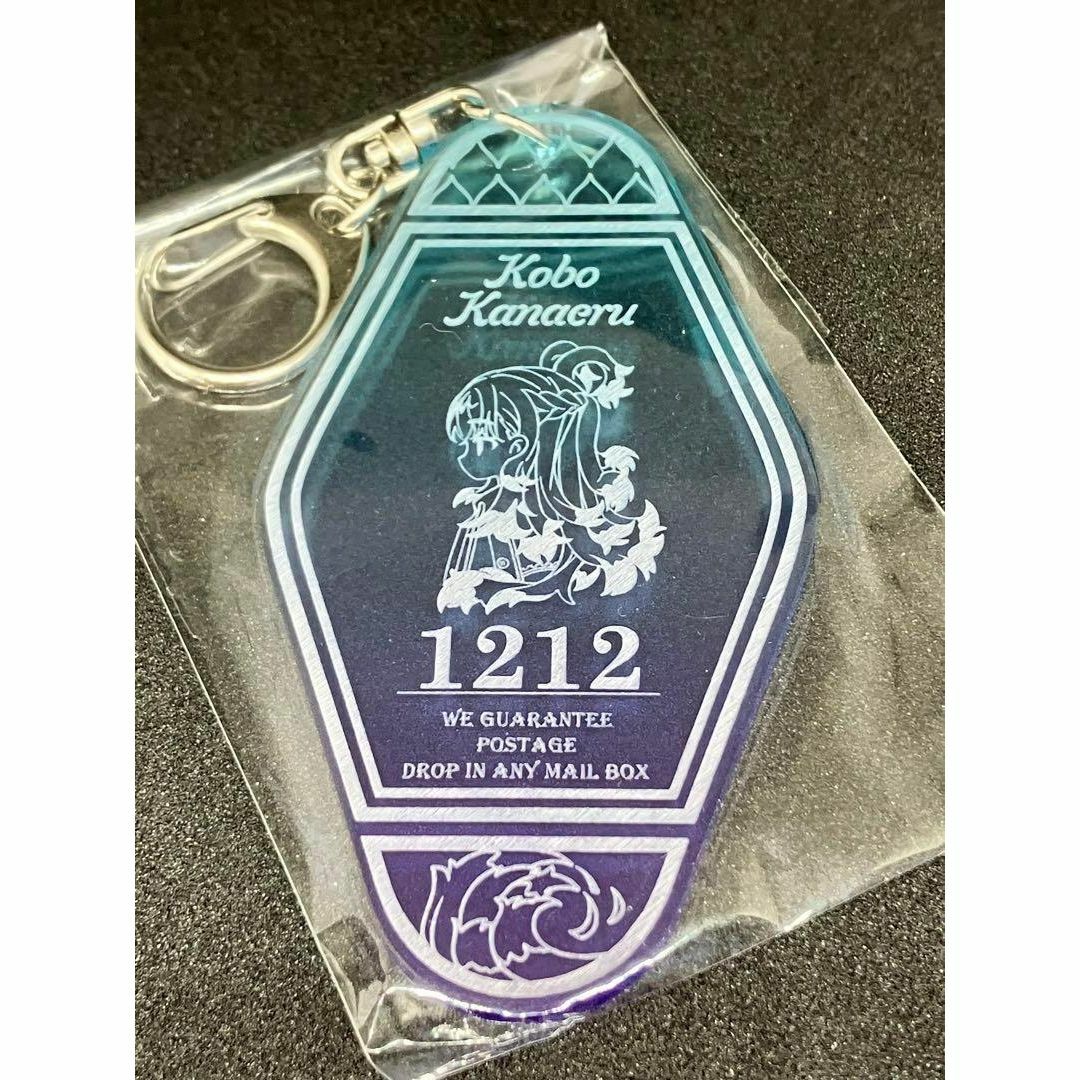 Kobo
Kanaeru
1212
WE GUARANTEE
POSTAGE
DROP IN ANY MAIL BOX